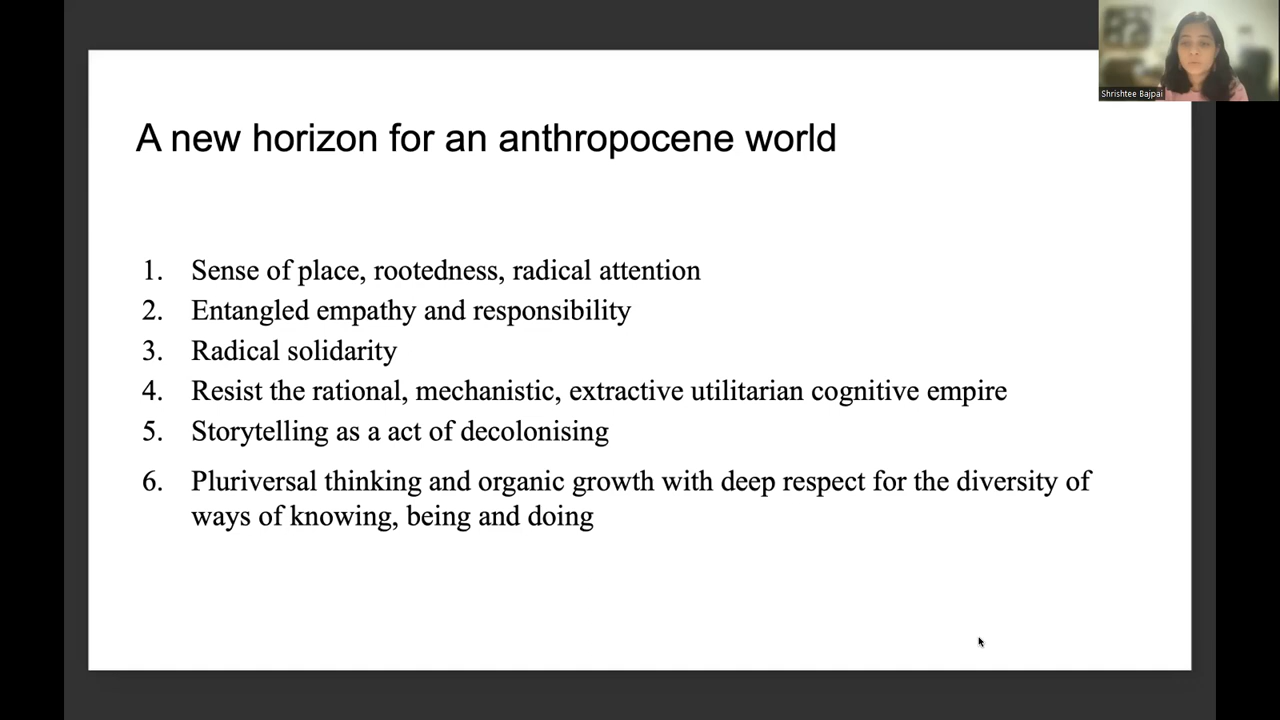 Shrishtee Bajpai
A new horizon for an anthropocene world
1. Sense of place, rootedness, radical attention
2. Entangled empathy and responsibility
3. Radical solidarity
4. Resist the rational, mechanistic, extractive utilitarian cognitive empire
5. Storytelling as a act of decolonising
6. Pluriversal thinking and organic growth with deep respect for the diversity of
ways of knowing, being and doing